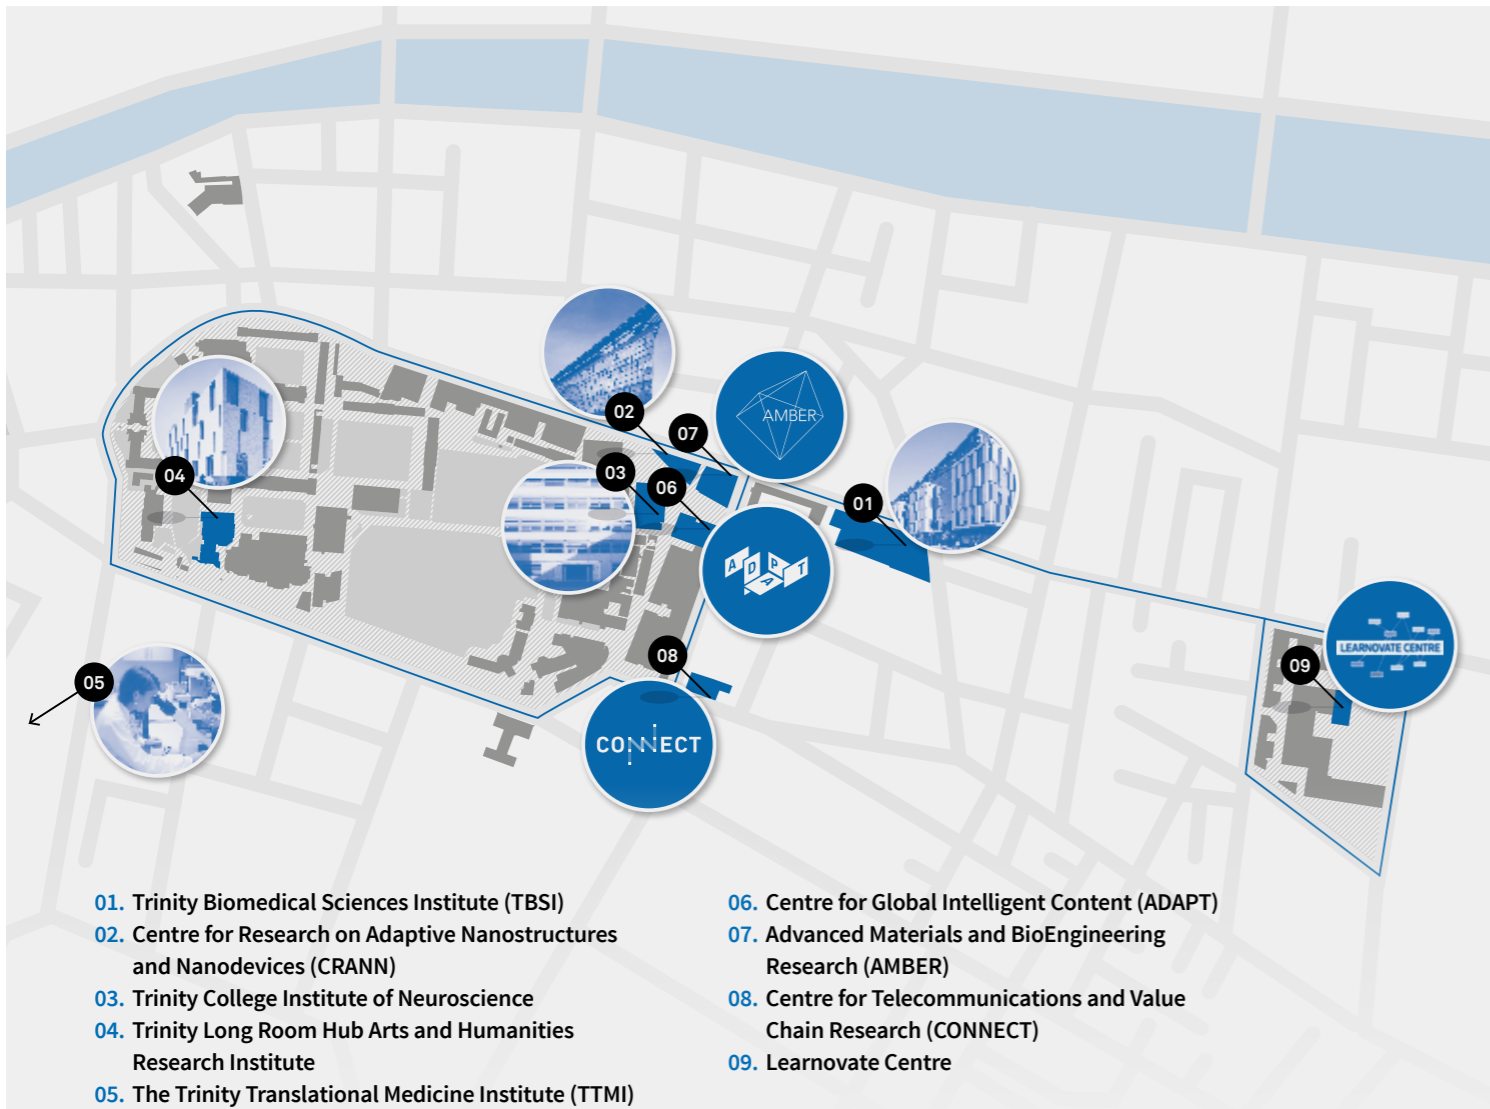 02
07
AMBER
03
06
04
01
ADAPT
05
08
09
LEARNOVATE CENTRE
CONNECT
01. Trinity Biomedical Sciences Institute (TBSI)
02. Centre for Research on Adaptive Nanostructures
and Nanodevices (CRANN)
03. Trinity College Institute of Neuroscience
04. Trinity Long Room Hub Arts and Humanities
Research Institute
05. The Trinity Translational Medicine Institute (TTMI)
06. Centre for Global Intelligent Content (ADAPT)
07. Advanced Materials and BioEngineering
Research (AMBER)
08. Centre for Telecommunications and Value
Chain Research (CONNECT)
09. Learnovate Centre